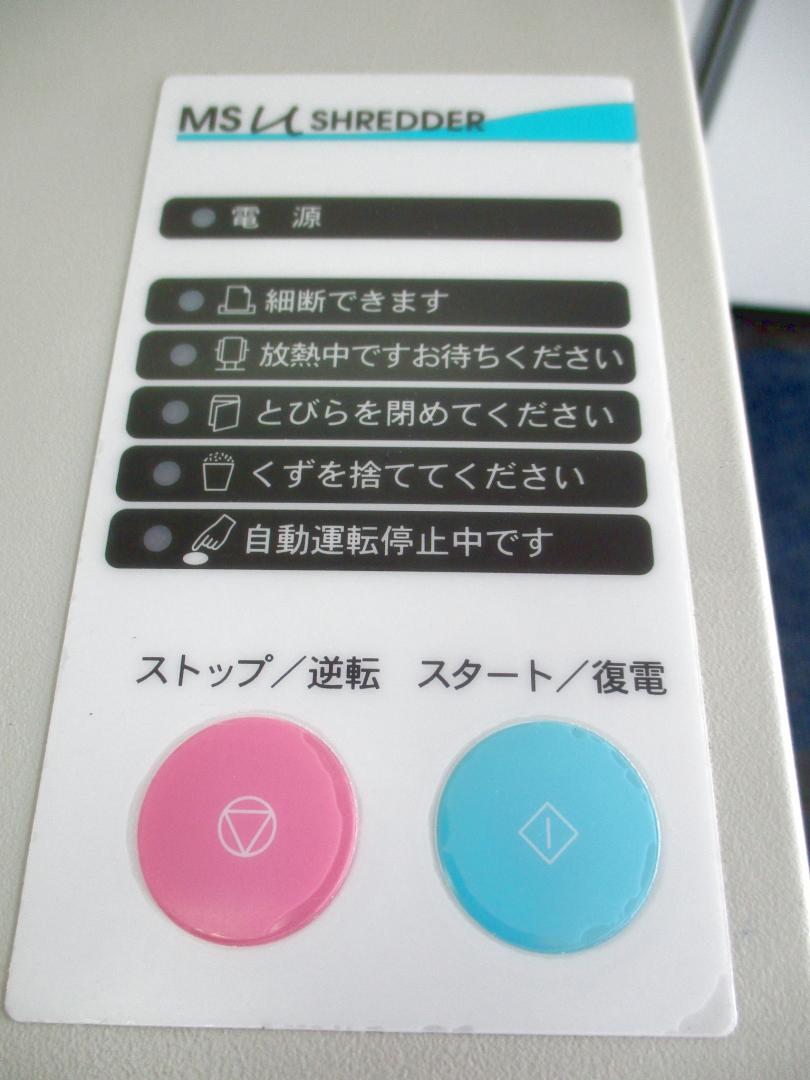 MS u SHREDDER
電 源
細断できます
放熱中ですお待ちください
とびらを閉めてください
くずを捨ててください
自動運転停止中です
ストップ／逆転 スタート／復電